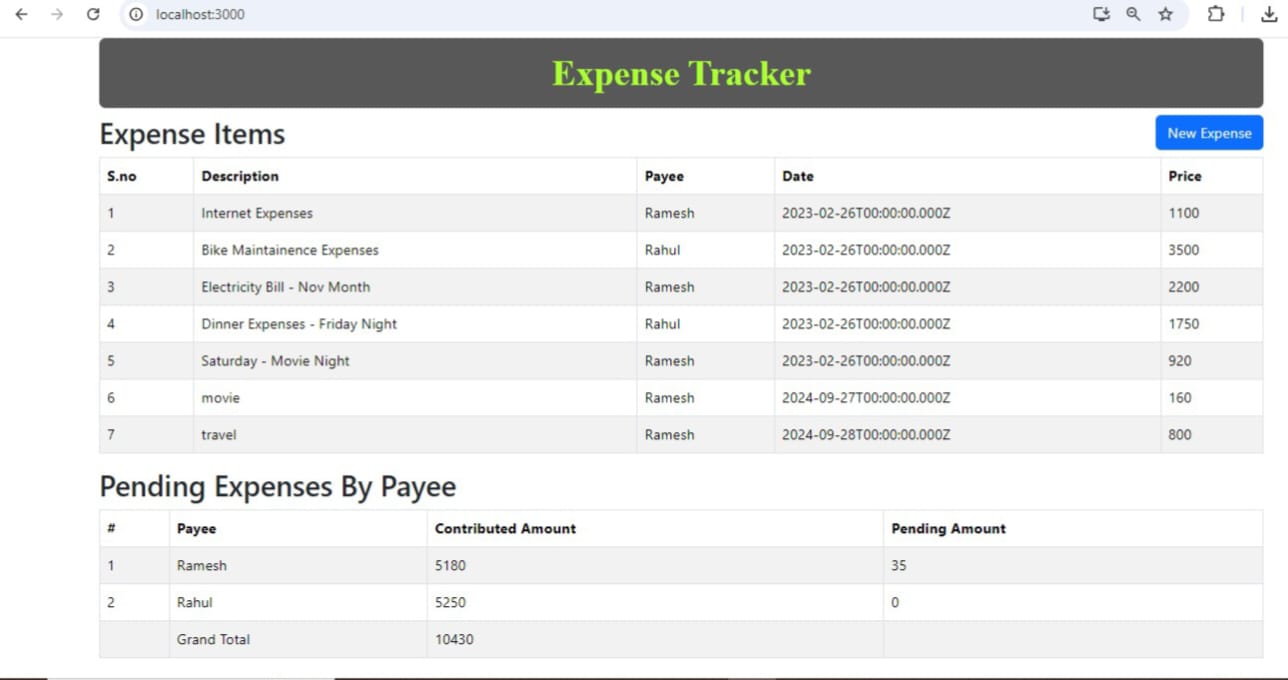 localhost:3000
Expense Tracker
Expense Items
New Expense
S.no Description Payee Date Price
1 Internet Expenses Ramesh 2023-02-26T00:00:00.000Z 1100
2 Bike Maintainence Expenses Rahul 2023-02-26T00:00:00.000Z 3500
3 Electricity Bill - Nov Month Ramesh 2023-02-26T00:00:00.000Z 2200
4 Dinner Expenses - Friday Night Rahul 2023-02-26T00:00:00.000Z 1750
5 Saturday - Movie Night Ramesh 2023-02-26T00:00:00.000Z 920
6 movie Ramesh 2024-09-27T00:00:00.000Z 160
7 travel Ramesh 2024-09-28T00:00:00.000Z 800
Pending Expenses By Payee
# Payee Contributed Amount Pending Amount
1 Ramesh 5180 35
2 Rahul 5250 0
Grand Total 10430